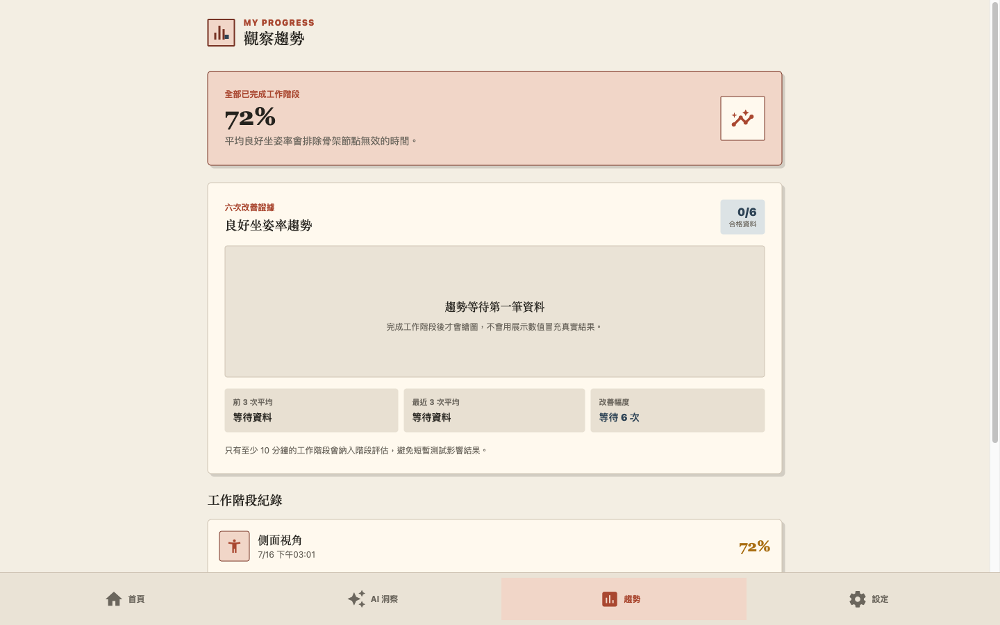 MY PROGRESS
觀察趨勢
全部已完成工作階段
72%
平均良好坐姿率會排除骨架節點無效的時間。
六次改善證據
良好坐姿率趨勢
0/6
合格資料
趨勢等待第一筆資料
完成工作階段後才會繪圖，不會用展示數值冒充真實結果。
前 3 次平均
等待資料
最近 3 次平均
等待資料
改善幅度
等待 6 次
只有至少 10 分鐘的工作階段會納入階段評估，避免短暫測試影響結果。
工作階段紀錄
側面視角
7/16 下午03:01
72%
首頁
AI 洞察
趨勢
設定